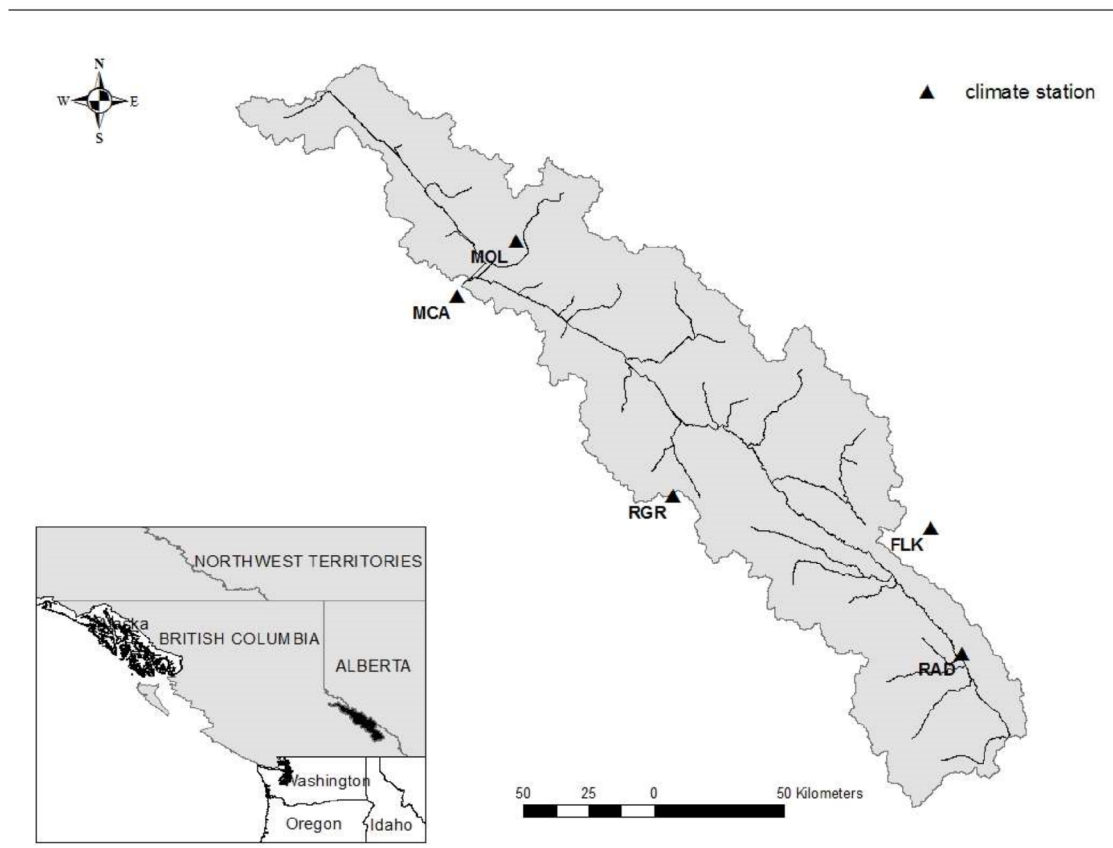 N
W E
S
climate station
MOL
MCA
RGR
FLK
RAD
NORTHWEST TERRITORIES
BRITISH COLUMBIA
ALBERTA
Washington
Oregon
Idaho
50 25 0 50 Kilometers